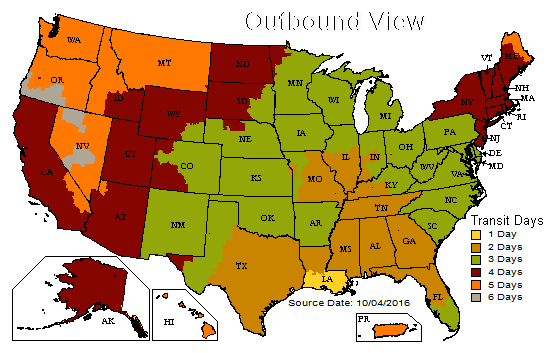 Outbound View
WA
OR
MT
ID
WY
ND
SD
MN
WI
MI
NE
IA
NV
UT
CO
CA
AZ
NM
KS
OK
TX
MO
AR
LA
IL
IN
OH
KY
TN
MS
AL
GA
FL
SC
NC
VA
WV
PA
NY
VT
ME
NH
MA
RI
CT
NJ
DE
MD
AK
HI
PR
Transit Days
1 Day
2 Days
3 Days
4 Days
5 Days
6 Days
Source Date: 10/04/2016